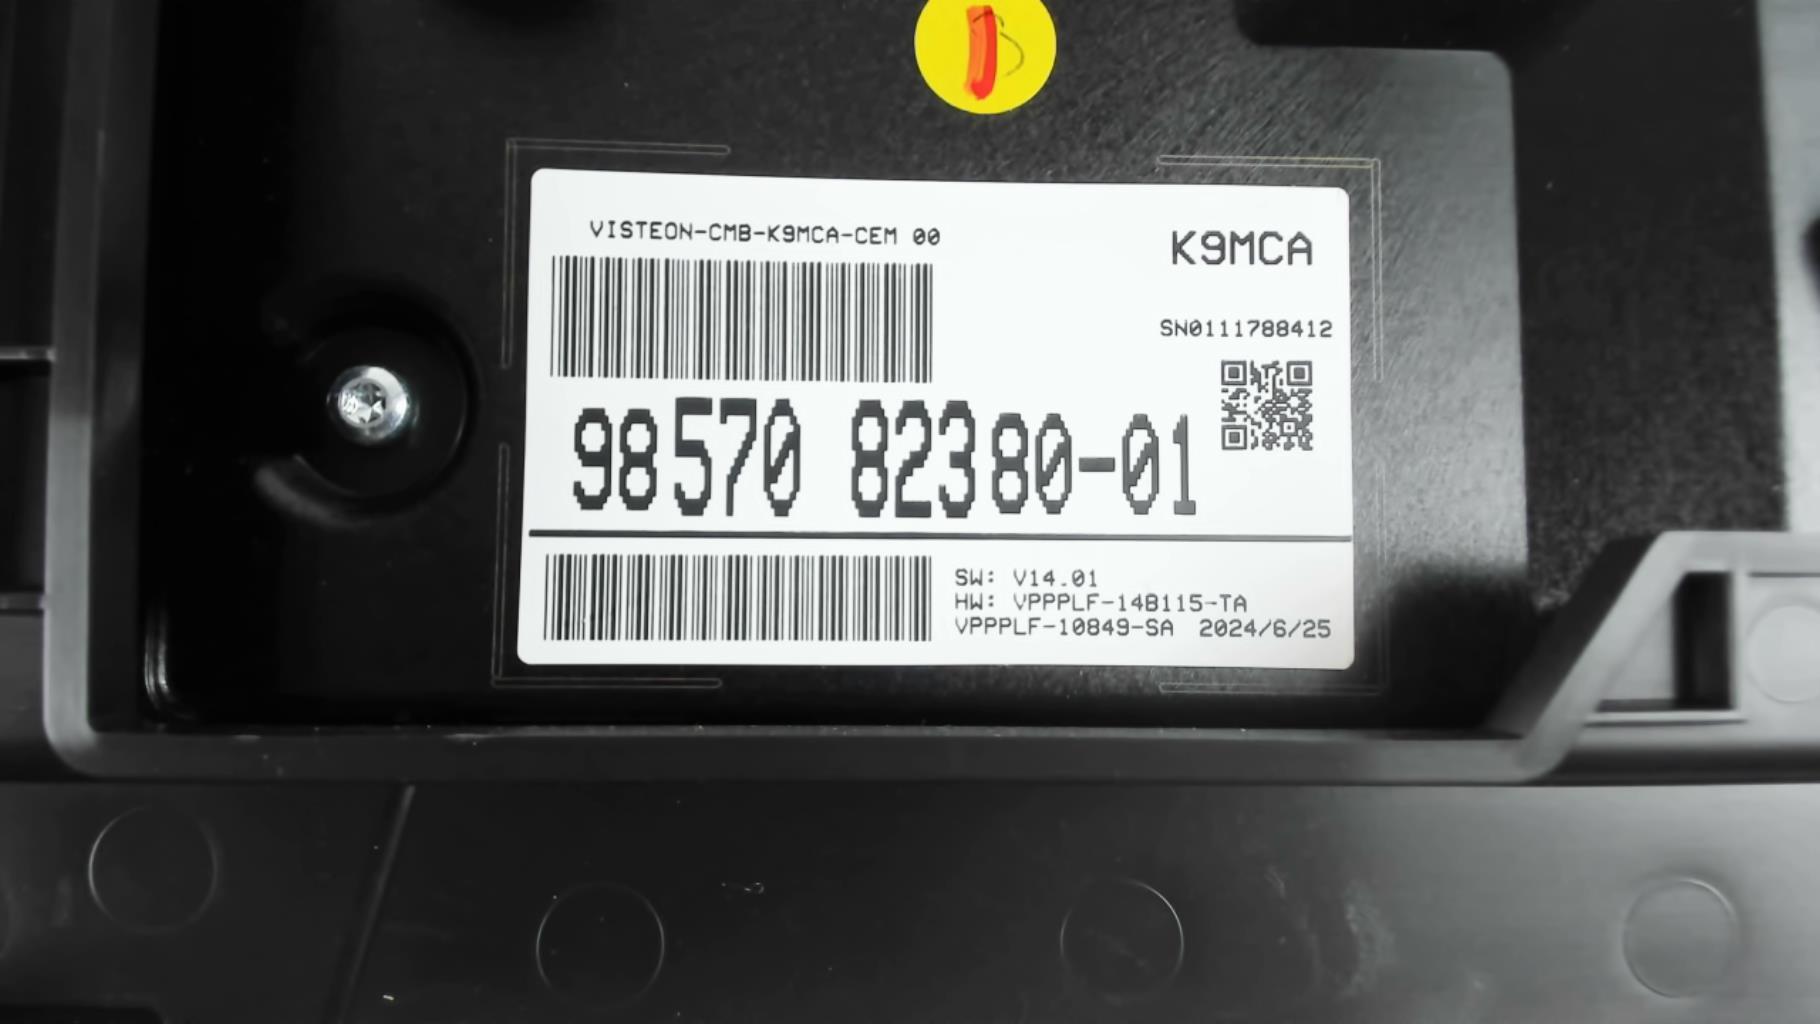 VISTEON-CMB-K9MCA-CEM 00
K9MCA
SN0111788412
98570 82380-01
SW: V14.01
HW: VPPPLF-14B115-TA
VPPPLF-10849-SA 2024/6/25